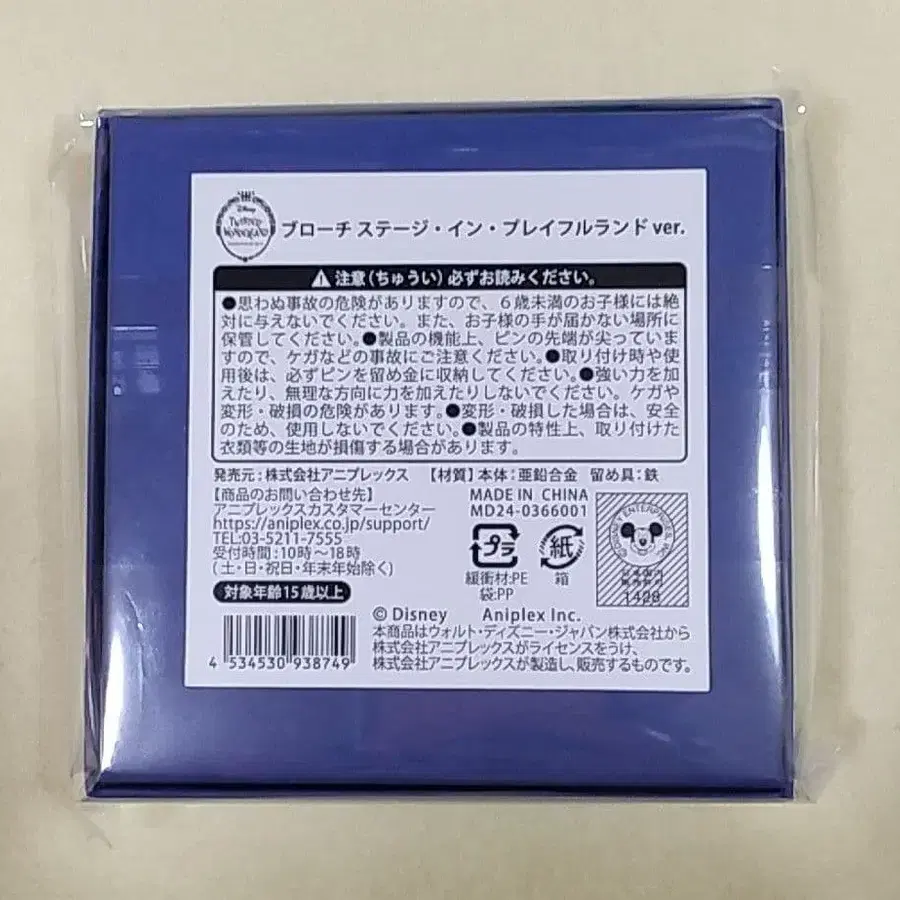 Disney
TWISTED
WONDERLAND
ブローチ ステージ・イン・プレイフルランド ver.
注意(ちゅうい)必ずお読みください。
●思わぬ事故の危険がありますので、6歳未満のお子様には絶
対に与えないでください。また、お子様の手が届かない場所に
保管してください。●製品の機能上、ピンの先端が尖っていま
すので、ケガなどの事故にご注意ください。●取り付け時や使
用後は、必ずピンを留め金に収納してください。●強い力を加
えたり、無理な方向に力を加えたりしないでください。ケガや
変形・破損の危険があります。●変形・破損した場合は、安全
のため、使用しないでください。●製品の特性上、取り付けた
衣類等の生地が損傷する場合があります。
発売元:株式会社アニプレックス 【材質】本体:亜鉛合金 留め具:鉄
【商品のお問い合わせ先】
アニプレックスカスタマーセンター
https://aniplex.co.jp/support/
TEL:03-5211-7555
受付時間:10時~18時
(土・日・祝日・年末年始除く)
対象年齢15歳以上
MADE IN CHINA
MD24-0366001
プラ
紙
緩衝材:PE
箱
袋:PP
©DISNEY ENTERPRISES, INC.
1428
4 534530 938749
© Disney Aniplex Inc.
本商品はウォルト・ディズニー・ジャパン株式会社から
株式会社アニプレックスがライセンスをうけ、
株式会社アニプレックスが製造し、販売するものです。